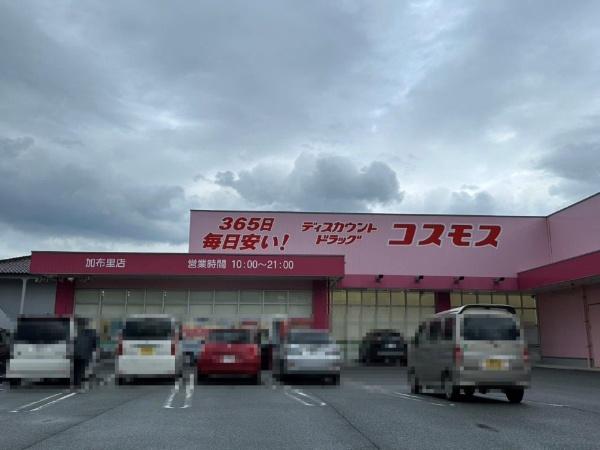 365日
毎日安い!
ディスカウント
ドラッグ
コスモス
加布里店 営業時間 10:00〜21:00